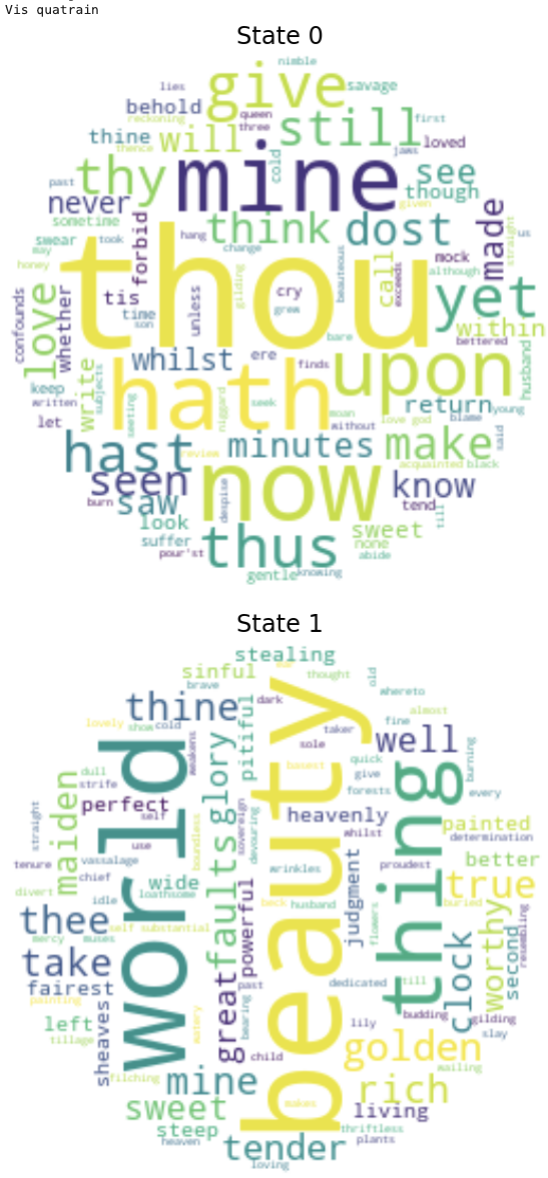 Vis quatrain
State 0
nimble
lies give savage
behold queen
reckoning three first
thine will still loved
thence jaws
cold
past thy mine see
never given though
sometime forbid think dost made us
swear took hang change mock straight
may although
honey thou call
exceeds
beauteous
gilding
confounds tis unless cry yet
time grew within
son bettered
love whether bare
whilst ere finds upon husband
keep write subjects hath
written niggard seek return young
let seeting moan love god blame
without said
hast minutes make
review acquainted black
seen now know
burn saw despise tend
look till
suffer thus sweet
none
pour'st abide
gentle knowing
State 1
stealing
sinful thought old
brave dark whereto
thine pitiful almost
lovely show cold taker fine
weakens sole well
glory basest quick burning
dull give every
strife maiden perfect forests
straight self heavenly painted
use boundless sovereign whilst determination
devouring
vassalage better
tenure chief wide wrinkles proudest
loathsome judgment true
divert idle world beauty thing
beck husband buried
thee faults flowers worthy
mercy muses self substantial resembling
take powerful clock second
fairest great past dedicated till
painting budding gilding
left bearing lily slay
tillage watery
sheaves child golden wailing
filching mine rich
makes living
sweet thriftless
steep plants
heaven tender
loving